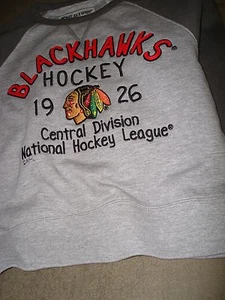 BLACKHAWKS®
HOCKEY
19 26
Central Division
National Hockey League®